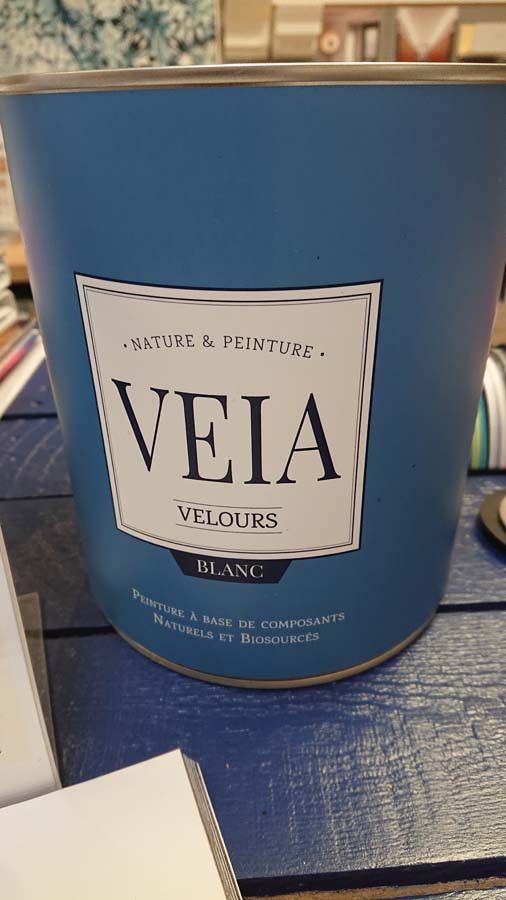 · NATURE & PEINTURE ·
VEIA
VELOURS
BLANC
PEINTURE À BASE DE COMPOSANTS
NATURELS ET BIOSOURCÉS